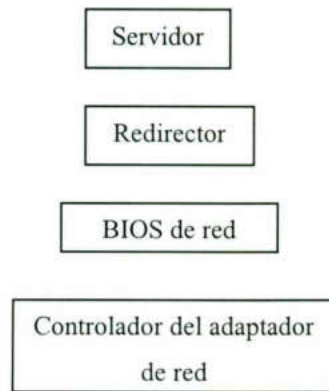 Servidor
Redirector
BIOS de red
Controlador del adaptador
de red